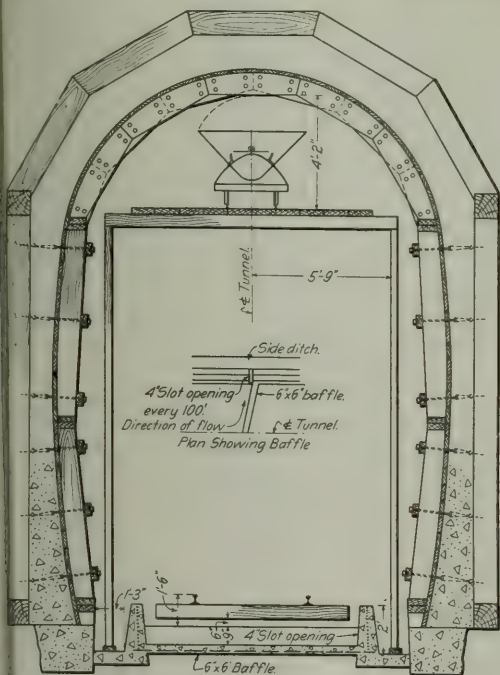 4'-2"
5'-9"
℄ Tunnel.
Side ditch.
4"Slot opening
every 100'
6"x6" baffle.
Direction of flow
℄ Tunnel.
Plan Showing Baffle
1'-3"
1'-6"
6"
9"
4"Slot opening
2'
6"x6" Baffle.